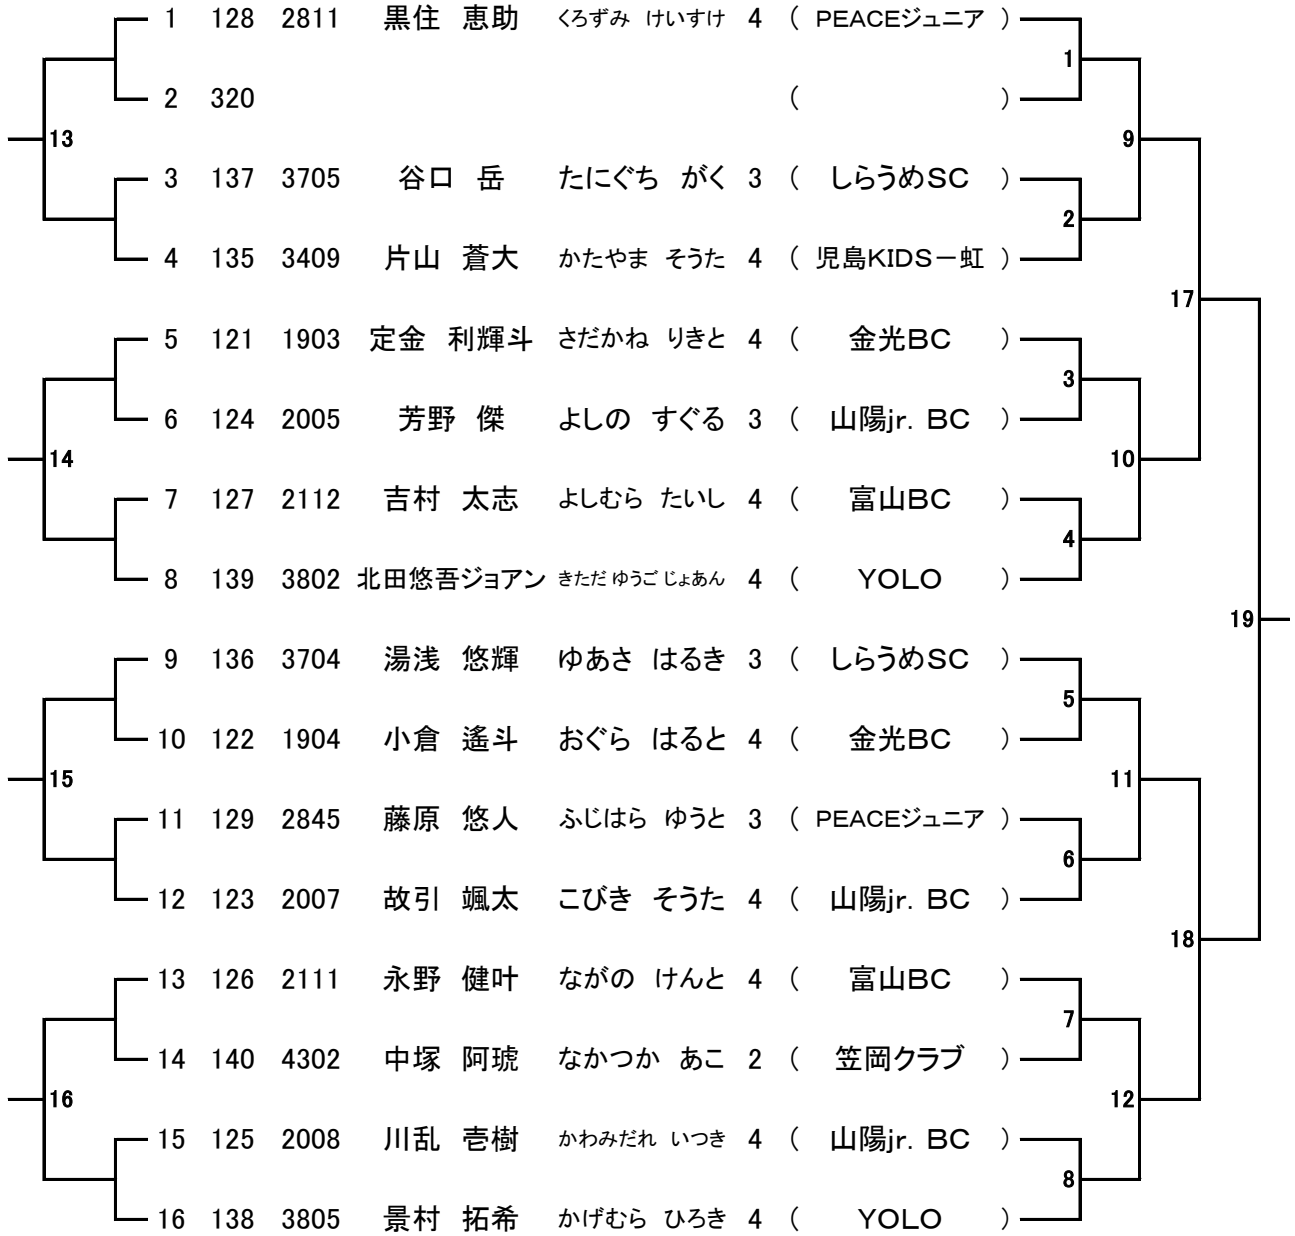 1 128 2811 黒住 恵助 くろずみ けいすけ 4 ( PEACEジュニア )
1
2 320 ( )
13 9
3 137 3705 谷口 岳 たにぐち がく 3 ( しらうめSC )
2
4 135 3409 片山 蒼大 かたやま そうた 4 ( 児島KIDS－虹 )
17
5 121 1903 定金 利輝斗 さだかね りきと 4 ( 金光BC )
3
6 124 2005 芳野 傑 よしの すぐる 3 ( 山陽jr. BC )
14 10
7 127 2112 吉村 太志 よしむら たいし 4 ( 富山BC )
4
8 139 3802 北田悠吾ジョアン きただ ゆうご じょあん 4 ( YOLO )
19
9 136 3704 湯浅 悠輝 ゆあさ はるき 3 ( しらうめSC )
5
10 122 1904 小倉 遙斗 おぐら はると 4 ( 金光BC )
15 11
11 129 2845 藤原 悠人 ふじはら ゆうと 3 ( PEACEジュニア )
6
12 123 2007 故引 颯太 こびき そうた 4 ( 山陽jr. BC )
18
13 126 2111 永野 健叶 ながの けんと 4 ( 富山BC )
7
14 140 4302 中塚 阿琥 なかつか あこ 2 ( 笠岡クラブ )
16 12
15 125 2008 川乱 壱樹 かわみだれ いつき 4 ( 山陽jr. BC )
8
16 138 3805 景村 拓希 かげむら ひろき 4 ( YOLO )